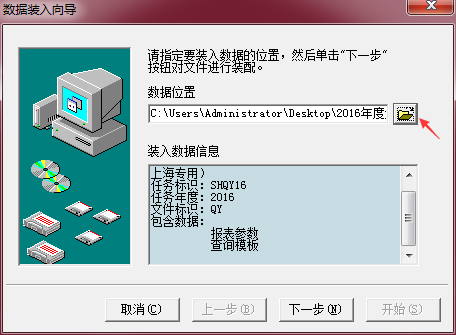 数据装入向导
请指定要装入数据的位置，然后单击“下一步”
按钮对文件进行装配。
数据位置
C:\Users\Administrator\Desktop\2016年度
装入数据信息
上海专用)
任务标识: SHQY16
任务年度: 2016
文件标识: QY
包含数据:
报表参数
查询模板
取消(C)
上一步(B)
下一步(N)
开始(S)